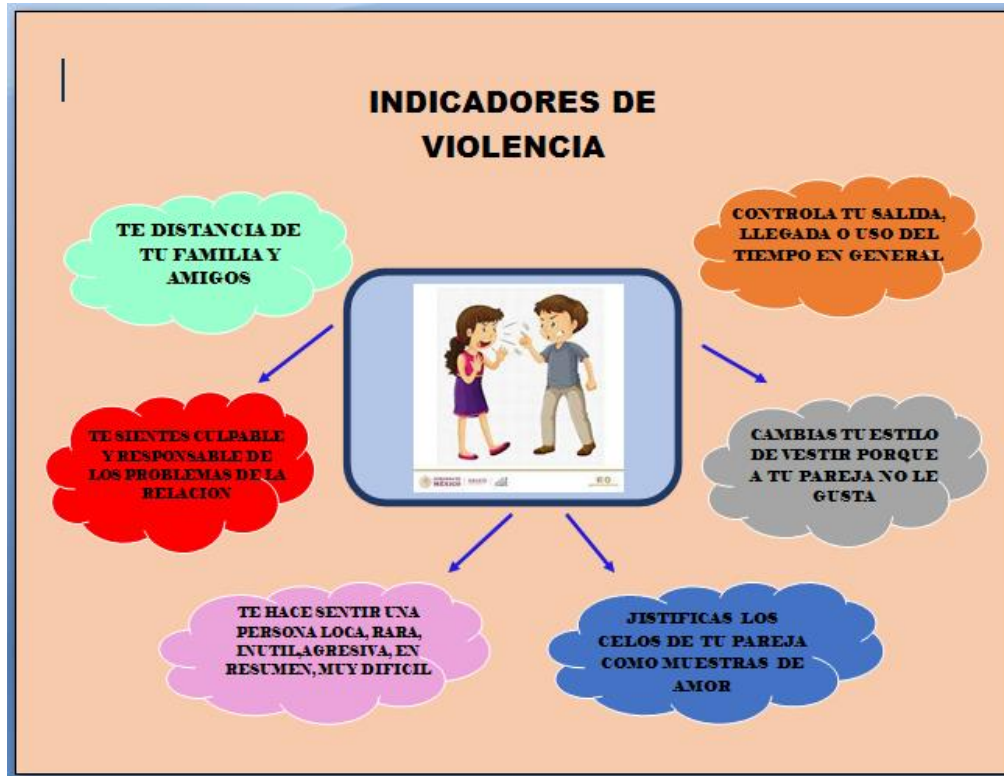 INDICADORES DE
VIOLENCIA
TE DISTANCIA DE
TU FAMILIA Y
AMIGOS
CONTROLA TU SALIDA,
LLEGADA O USO DEL
TIEMPO EN GENERAL
TE SIENTES CULPABLE
Y RESPONSABLE DE
LOS PROBLEMAS DE LA
RELACION
CAMBIAS TU ESTILO
DE VESTIR PORQUE
A TU PAREJA NO LE
GUSTA
TE HACE SENTIR UNA
PERSONA LOCA, RARA,
INUTIL,AGRESIVA, EN
RESUMEN, MUY DIFICIL
JISTIFICAS LOS
CELOS DE TU PAREJA
COMO MUESTRAS DE
AMOR
MÉXICO
SALUD